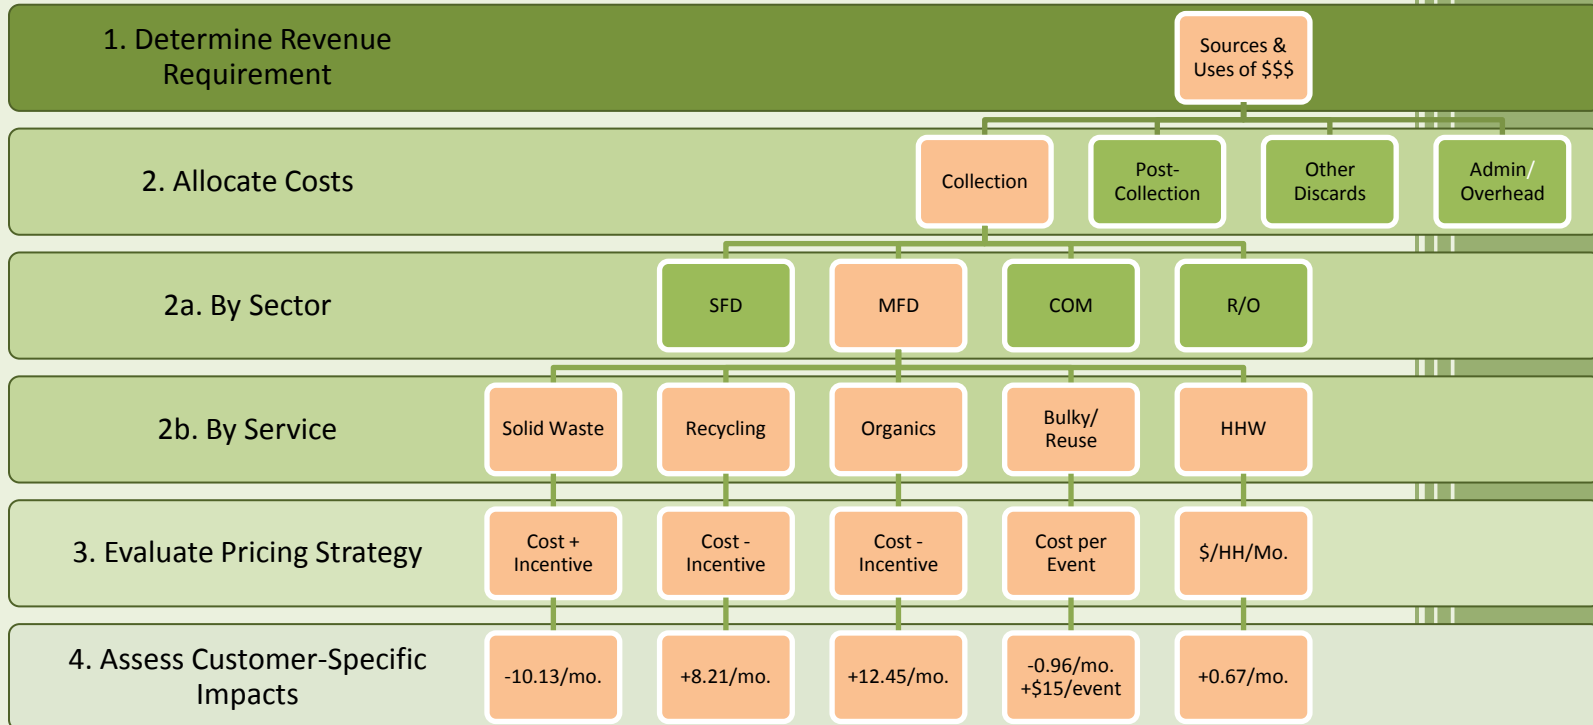 1. Determine Revenue
Requirement
Sources &
Uses of $$$
2. Allocate Costs
Collection
Post-
Collection
Other
Discards
Admin/
Overhead
2a. By Sector
SFD
MFD
COM
R/O
2b. By Service
Solid Waste
Recycling
Organics
Bulky/
Reuse
HHW
3. Evaluate Pricing Strategy
Cost +
Incentive
Cost -
Incentive
Cost -
Incentive
Cost per
Event
$/HH/Mo.
4. Assess Customer-Specific
Impacts
-10.13/mo.
+8.21/mo.
+12.45/mo.
-0.96/mo.
+$15/event
+0.67/mo.